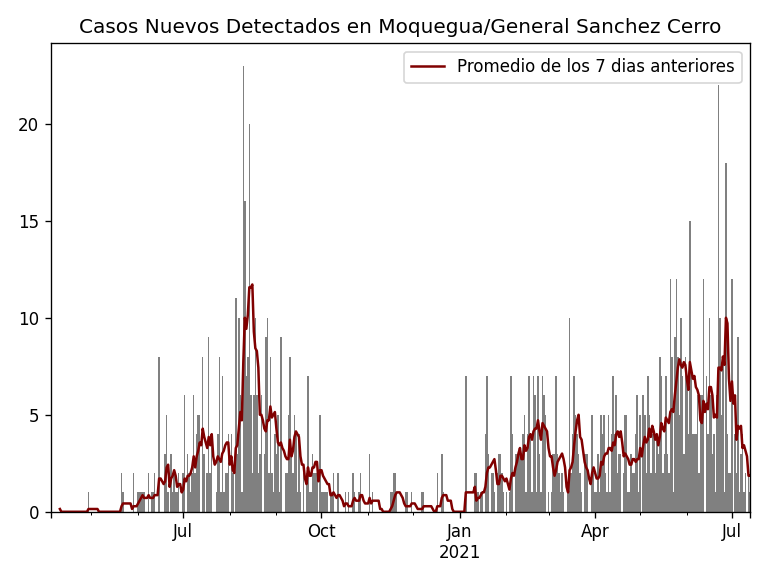 Casos Nuevos Detectados en Moquegua/General Sanchez Cerro
Promedio de los 7 dias anteriores
20
15
10
5
0
Jul Oct Jan Apr Jul
2021